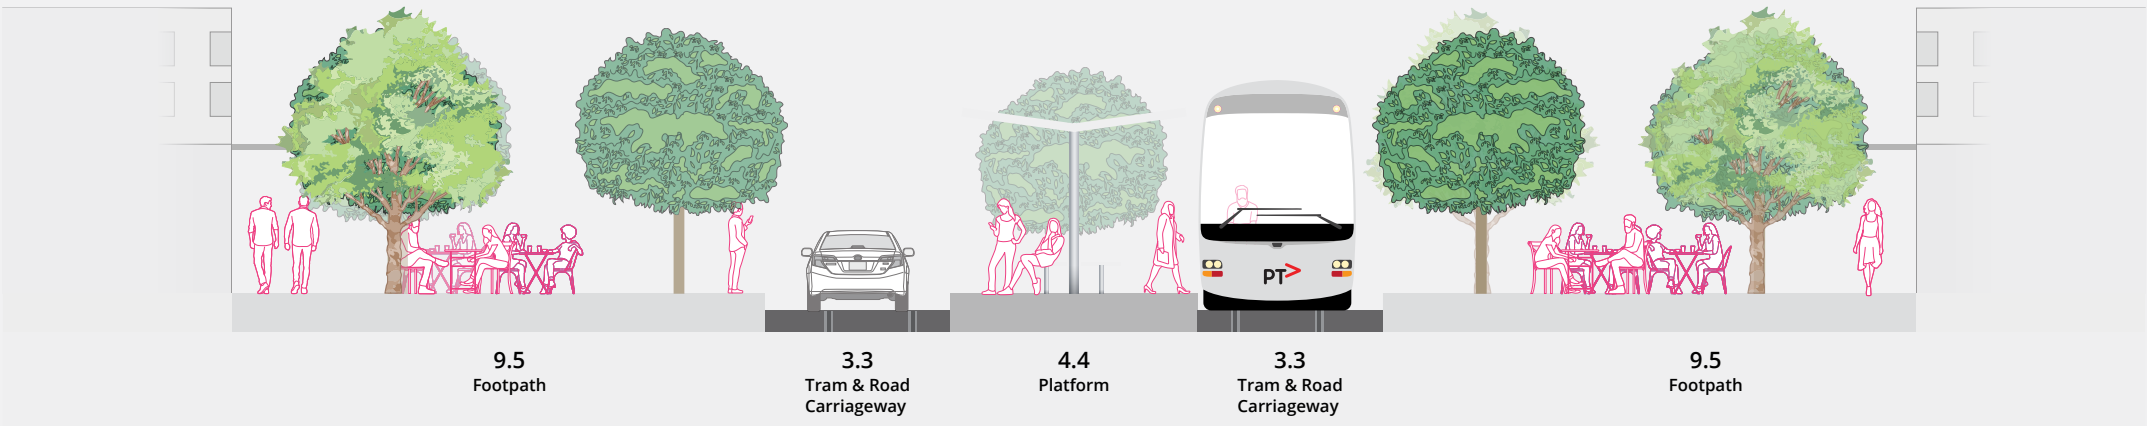 PT>
9.5
Footpath
3.3
Tram & Road
Carriageway
4.4
Platform
3.3
Tram & Road
Carriageway
9.5
Footpath